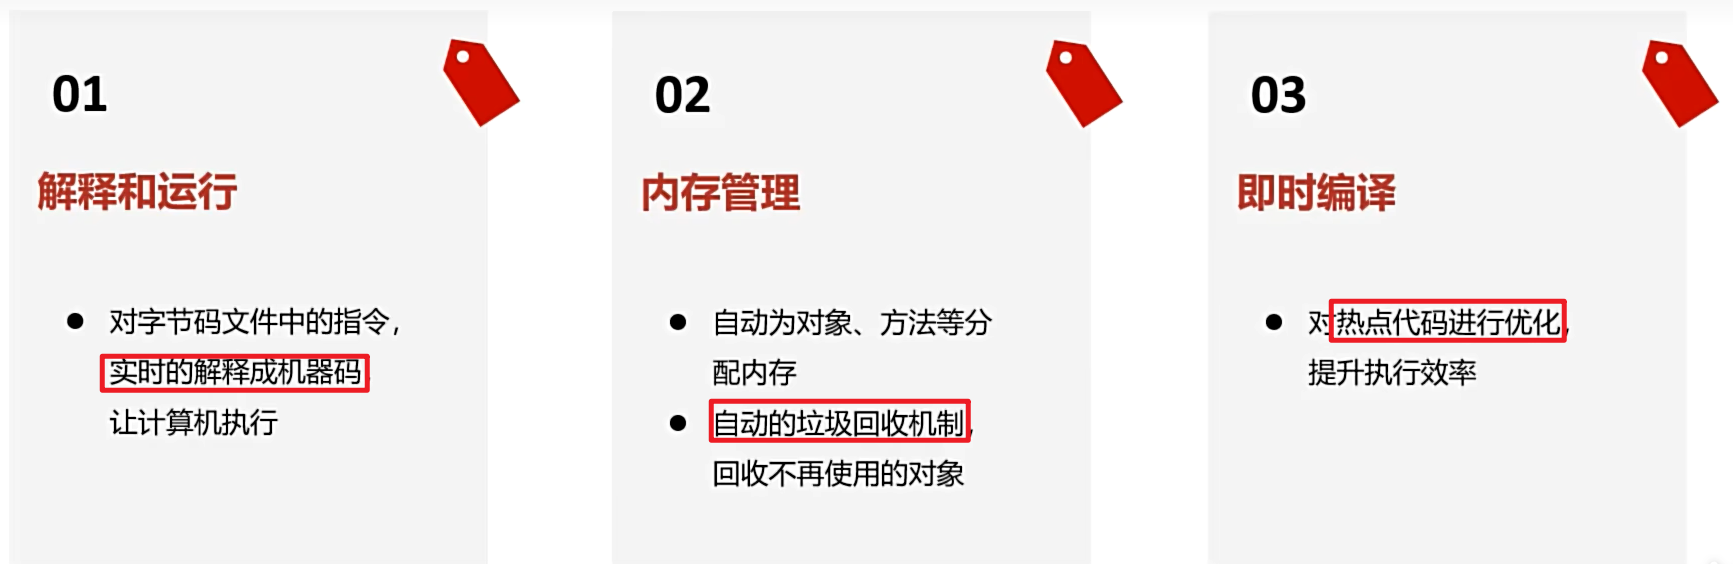 01
解释和运行
● 对字节码文件中的指令，
实时的解释成机器码，
让计算机执行
02
内存管理
● 自动为对象、方法等分
配内存
● 自动的垃圾回收机制，
回收不再使用的对象
03
即时编译
● 对热点代码进行优化，
提升执行效率